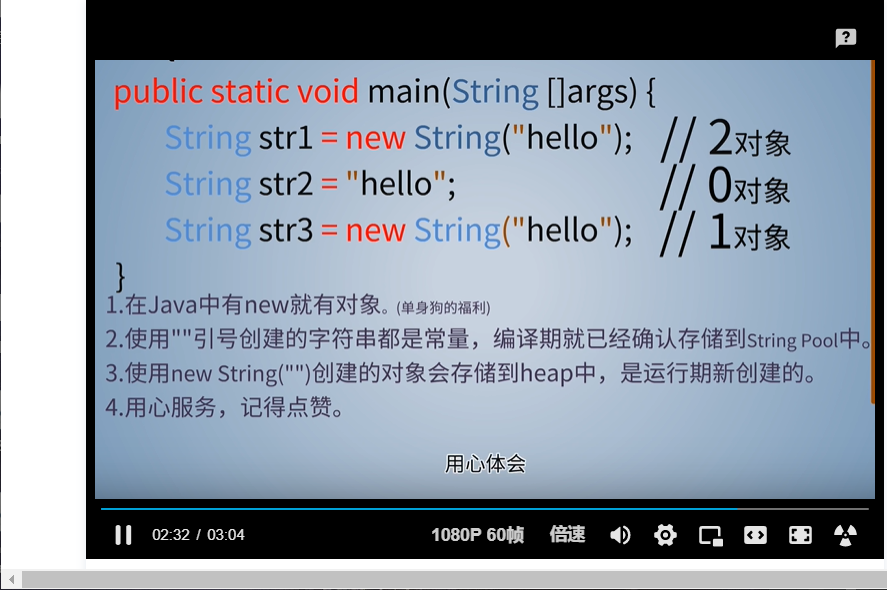 public static void main(String []args) {
String str1 = new String("hello"); // 2对象
String str2 = "hello"; // 0对象
String str3 = new String("hello"); // 1对象
}
1.在Java中有new就有对象。(单身狗的福利)
2.使用""引号创建的字符串都是常量，编译期就已经确认存储到String Pool中。
3.使用new String("")创建的对象会存储到heap中，是运行期新创建的。
4.用心服务，记得点赞。
用心体会
02:32 / 03:04 1080P 60帧 倍速